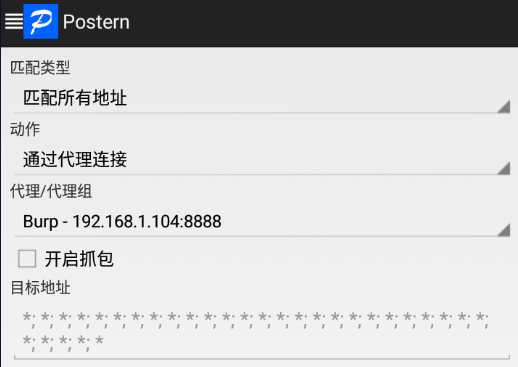 Postern
匹配类型
匹配所有地址
动作
通过代理连接
代理/代理组
Burp - 192.168.1.104:8888
开启抓包
目标地址
*; *; *; *; *; *; *; *; *; *; *; *; *; *; *; *; *; *; *; *; *; *; *; *; *; *;
*; *; *; *; *